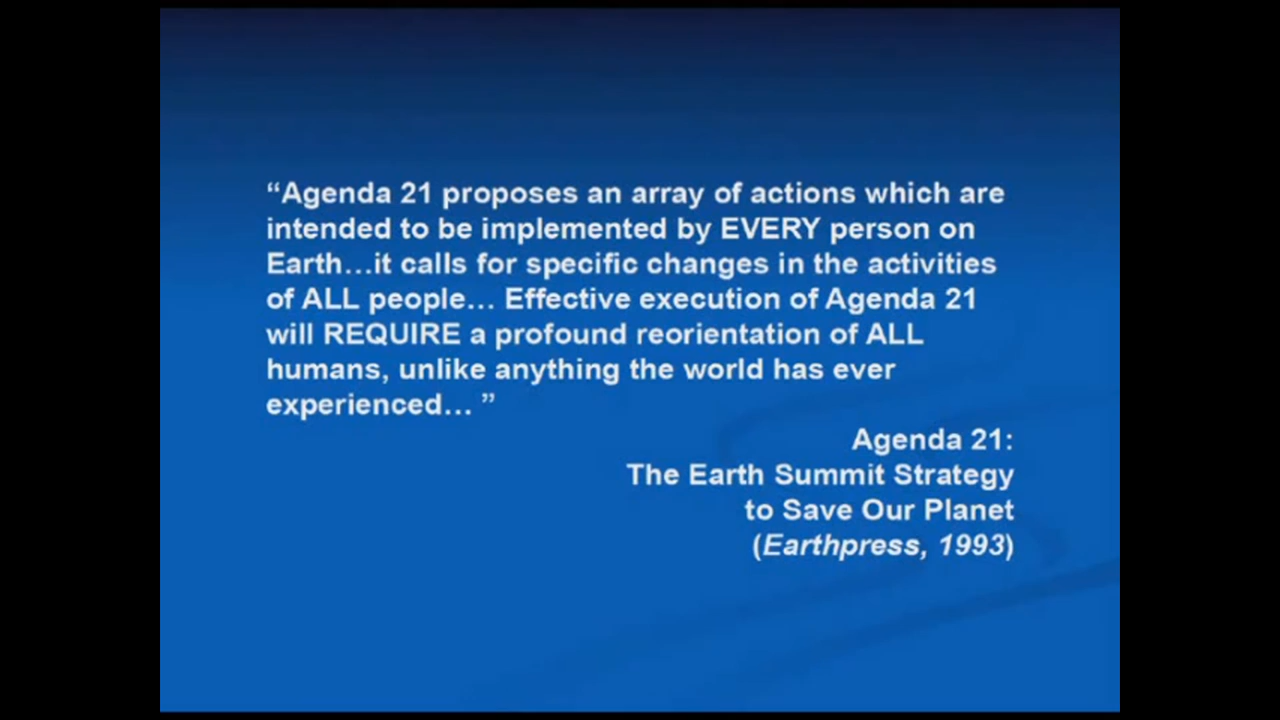 “Agenda 21 proposes an array of actions which are
intended to be implemented by EVERY person on
Earth…it calls for specific changes in the activities
of ALL people… Effective execution of Agenda 21
will REQUIRE a profound reorientation of ALL
humans, unlike anything the world has ever
experienced… ”
Agenda 21:
The Earth Summit Strategy
to Save Our Planet
(Earthpress, 1993)